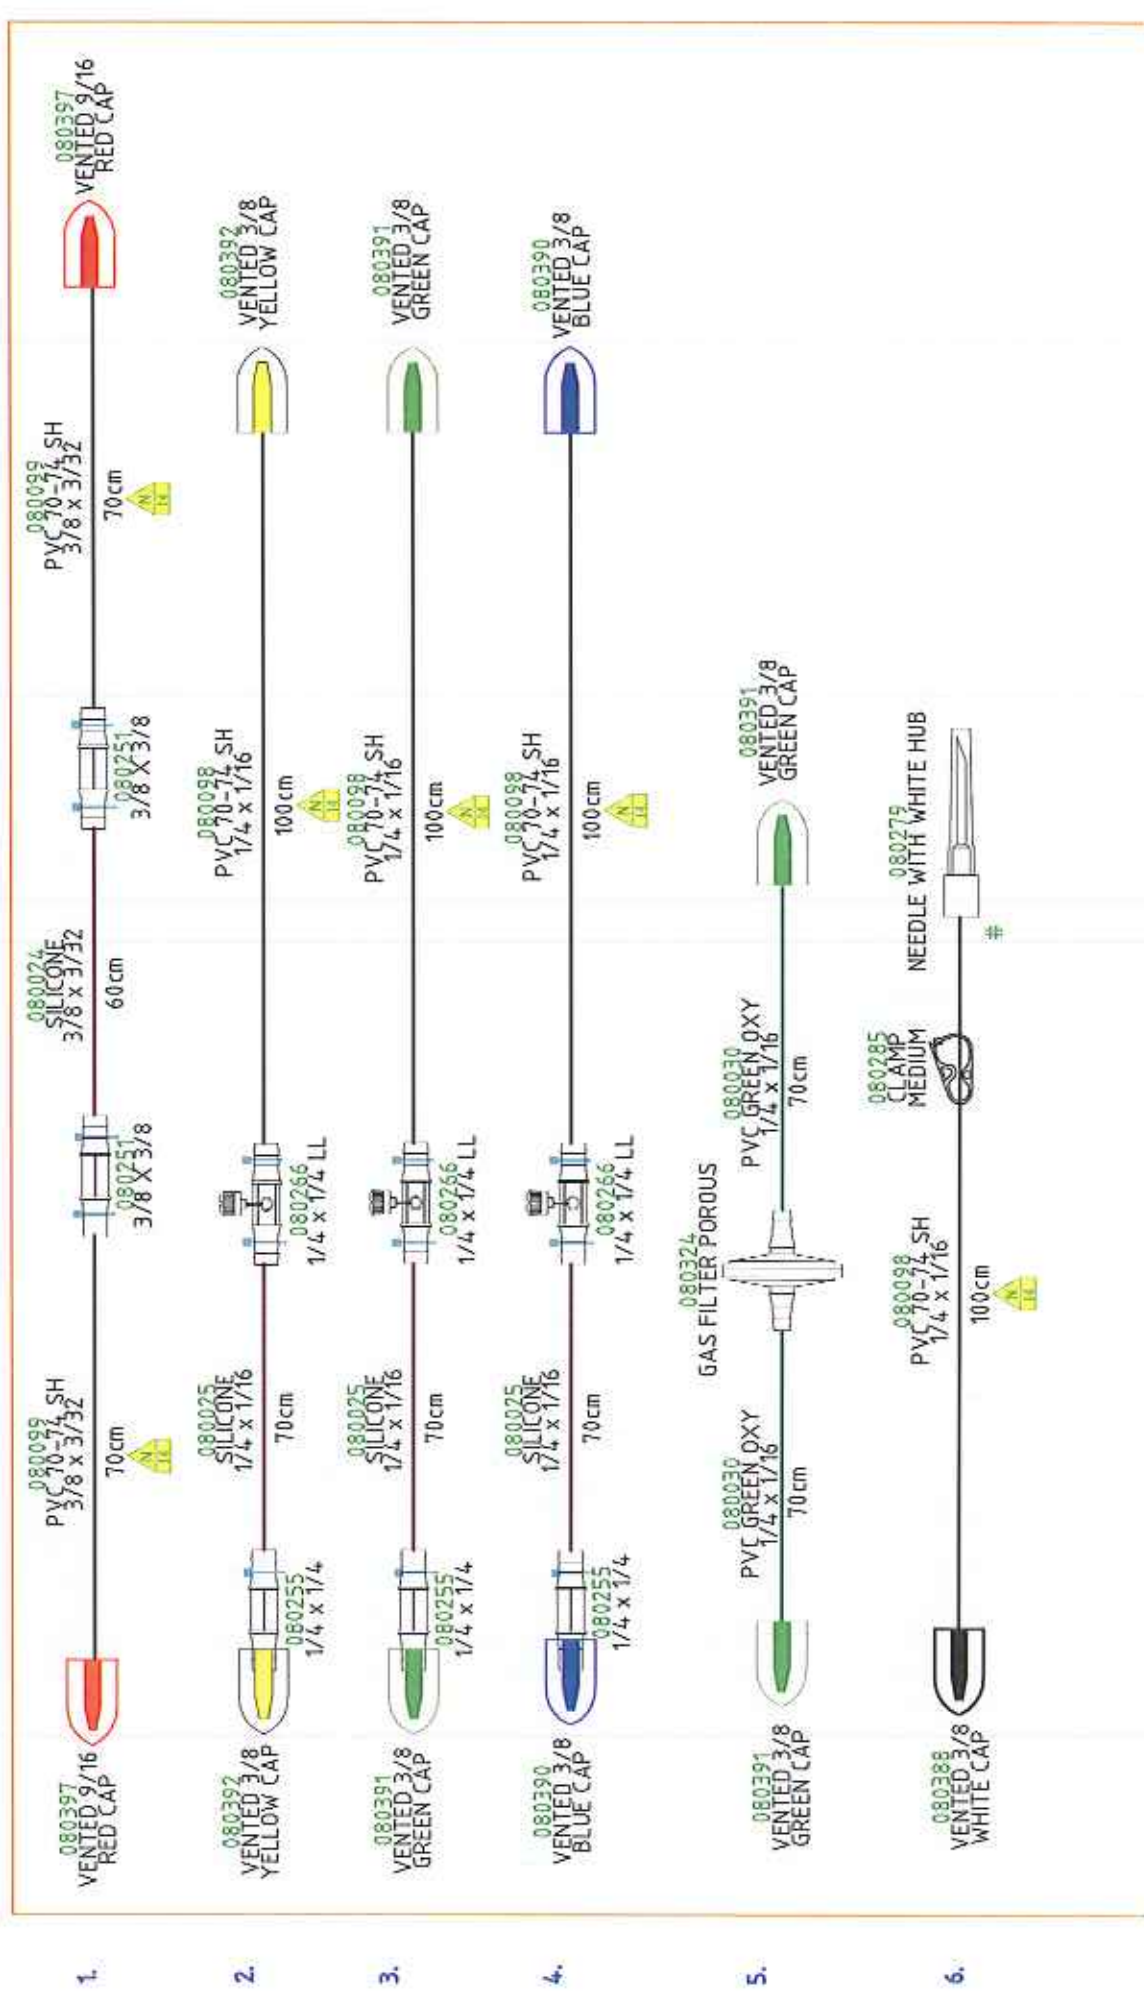 1.
080397
VENTED 9/16
RED CAP
080099
PVC 70-74 SH
3/8 x 3/32
70cm
N
14
080251
3/8 X 3/8
080024
SILICONE
3/8 x 3/32
60cm
080251
3/8 X 3/8
080099
PVC 70-74 SH
3/8 x 3/32
70cm
N
14
080397
VENTED 9/16
RED CAP
2.
080392
VENTED 3/8
YELLOW CAP
080255
1/4 x 1/4
080025
SILICONE
1/4 x 1/16
70cm
080266
1/4 x 1/4 LL
080098
PVC 70-74 SH
1/4 x 1/16
100cm
N
14
080392
VENTED 3/8
YELLOW CAP
3.
080391
VENTED 3/8
GREEN CAP
080255
1/4 x 1/4
080025
SILICONE
1/4 x 1/16
70cm
080266
1/4 x 1/4 LL
080098
PVC 70-74 SH
1/4 x 1/16
100cm
N
14
080391
VENTED 3/8
GREEN CAP
4.
080390
VENTED 3/8
BLUE CAP
080255
1/4 x 1/4
080025
SILICONE
1/4 x 1/16
70cm
080266
1/4 x 1/4 LL
080098
PVC 70-74 SH
1/4 x 1/16
100cm
N
14
080390
VENTED 3/8
BLUE CAP
5.
080391
VENTED 3/8
GREEN CAP
080030
PVC GREEN OXY
1/4 x 1/16
70cm
080324
GAS FILTER POROUS
080030
PVC GREEN OXY
1/4 x 1/16
70cm
080391
VENTED 3/8
GREEN CAP
6.
080388
VENTED 3/8
WHITE CAP
080098
PVC 70-74 SH
1/4 x 1/16
100cm
N
14
080285
CLAMP
MEDIUM
080279
NEEDLE WITH WHITE HUB
#